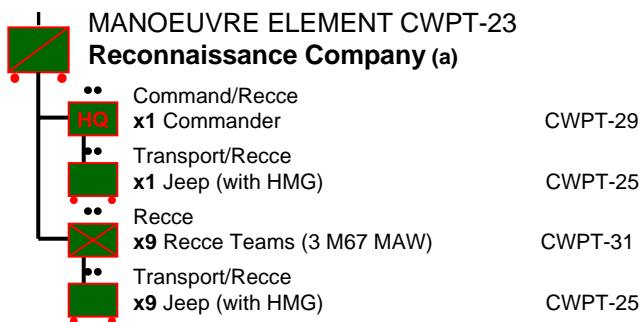 MANOEUVRE ELEMENT CWPT-23
Reconnaissance Company (a)
Command/Recce
HQ x1 Commander CWPT-29
Transport/Recce
x1 Jeep (with HMG) CWPT-25
Recce
x9 Recce Teams (3 M67 MAW) CWPT-31
Transport/Recce
x9 Jeep (with HMG) CWPT-25